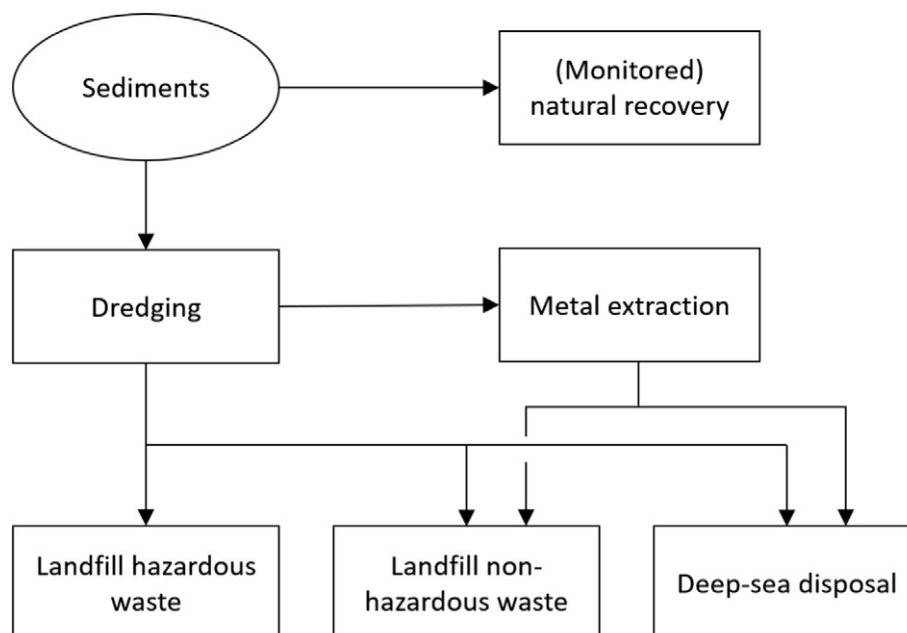 Sediments
(Monitored)
natural recovery
Dredging
Metal extraction
Landfill hazardous
waste
Landfill non-
hazardous waste
Deep-sea disposal